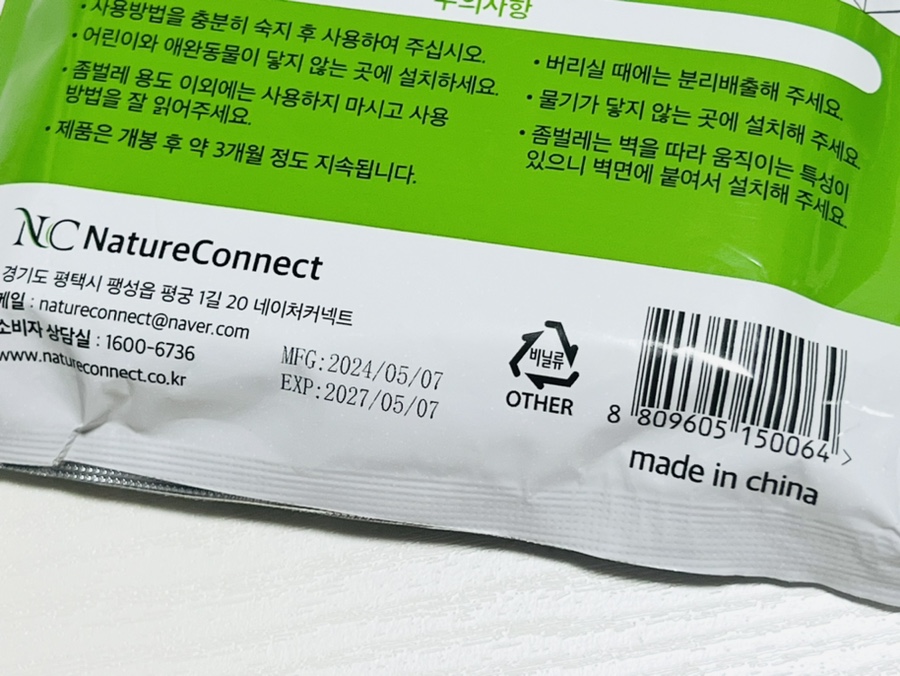 주의사항
• 사용방법을 충분히 숙지 후 사용하여 주십시오.
• 어린이와 애완동물이 닿지 않는 곳에 설치하세요.
• 좀벌레 용도 이외에는 사용하지 마시고 사용
방법을 잘 읽어주세요.
• 제품은 개봉 후 약 3개월 정도 지속됩니다.
• 버리실 때에는 분리배출해 주세요.
• 물기가 닿지 않는 곳에 설치해 주세요.
• 좀벌레는 벽을 따라 움직이는 특성이
있으니 벽면에 붙여서 설치해 주세요.
NC NatureConnect
경기도 평택시 팽성읍 평궁 1길 20 네이처커넥트
메일 : natureconnect@naver.com
소비자 상담실 : 1600-6736
www.natureconnect.co.kr
MFG:2024/05/07
EXP:2027/05/07
비닐류
OTHER
8 809605 150064 >
made in china